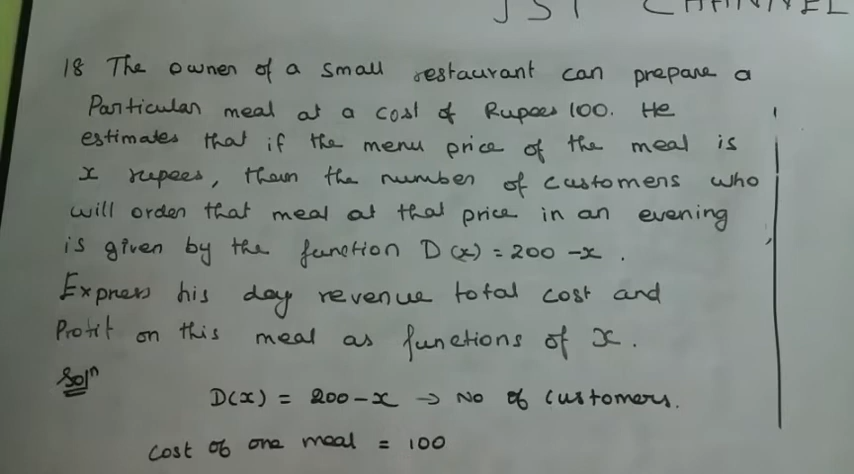 JST CHANNEL
18 The owner of a small restaurant can prepare a
Particular meal at a cost of Rupees 100. He
estimates that if the menu price of the meal is
x rupees, then the number of customers who
will order that meal at that price in an evening
is given by the function D(x) = 200 - x.
Express his day revenue total cost and
Profit on this meal as functions of x.
Solⁿ
D(x) = 200 - x → No of customers.
Cost of one meal = 100